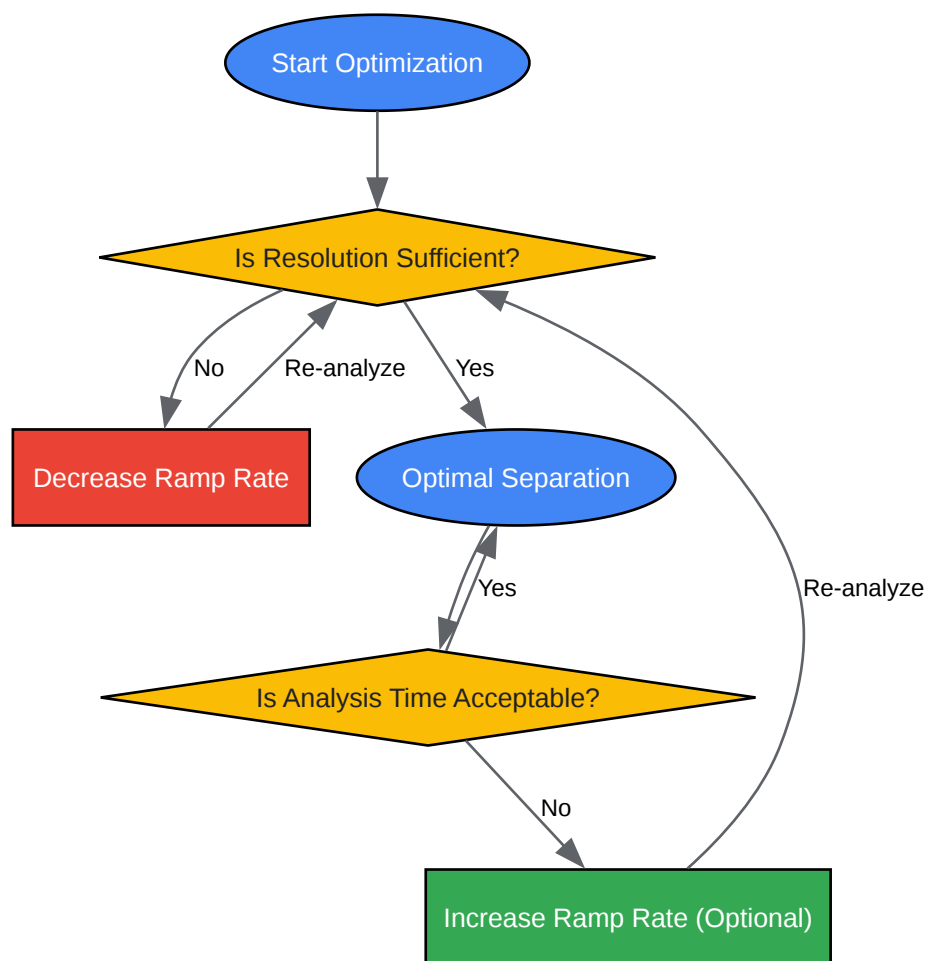 Start Optimization
Is Resolution Sufficient?
No
Re-analyze
Yes
Decrease Ramp Rate
Optimal Separation
Yes
Re-analyze
Is Analysis Time Acceptable?
No
Increase Ramp Rate (Optional)